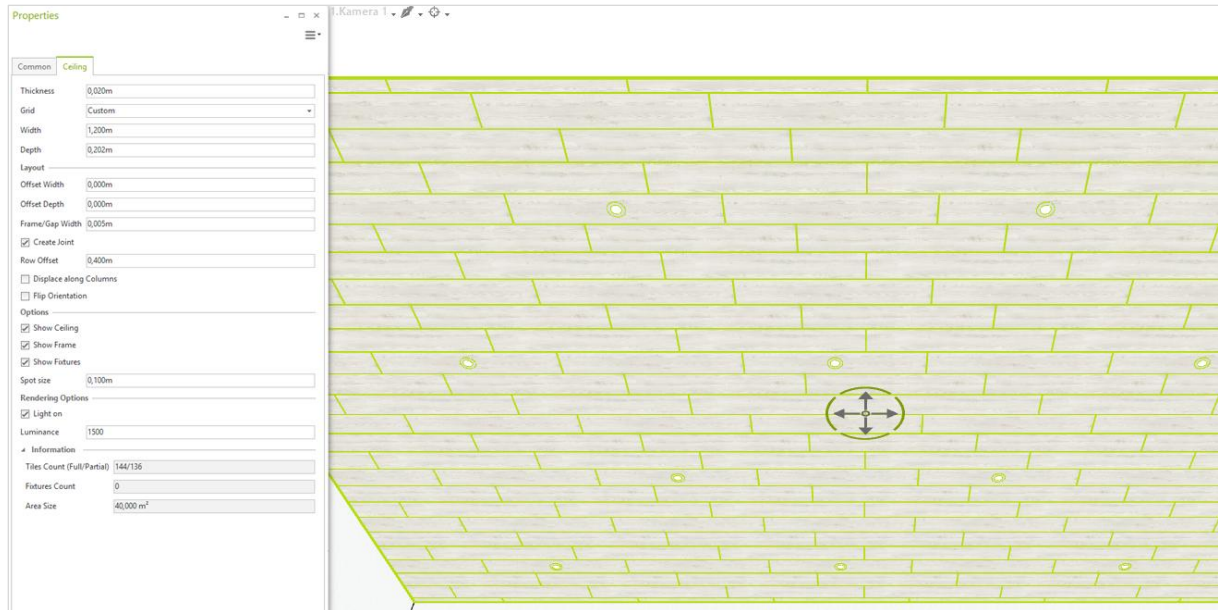 Properties
1.Kamera 1
Common Ceiling
Thickness 0,020m
Grid Custom
Width 1,200m
Depth 0,202m
Layout
Offset Width 0,000m
Offset Depth 0,000m
Frame/Gap Width 0,005m
Create Joint
Row Offset 0,400m
Displace along Columns
Flip Orientation
Options
Show Ceiling
Show Frame
Show Fixtures
Spot size 0,100m
Rendering Options
Light on
Luminance 1500
Information
Tiles Count (Full/Partial) 144/136
Fixtures Count 0
Area Size 40,000 m²